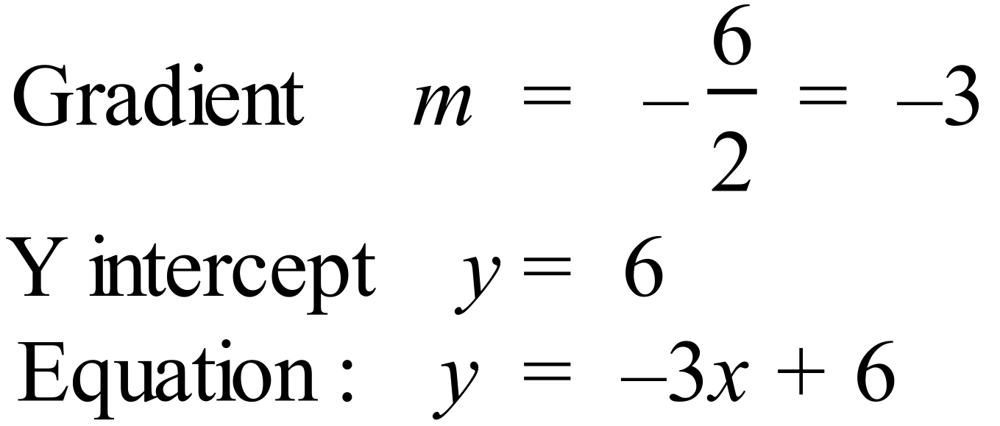 Gradient m = –6/2 = –3
Y intercept y = 6
Equation : y = –3x + 6